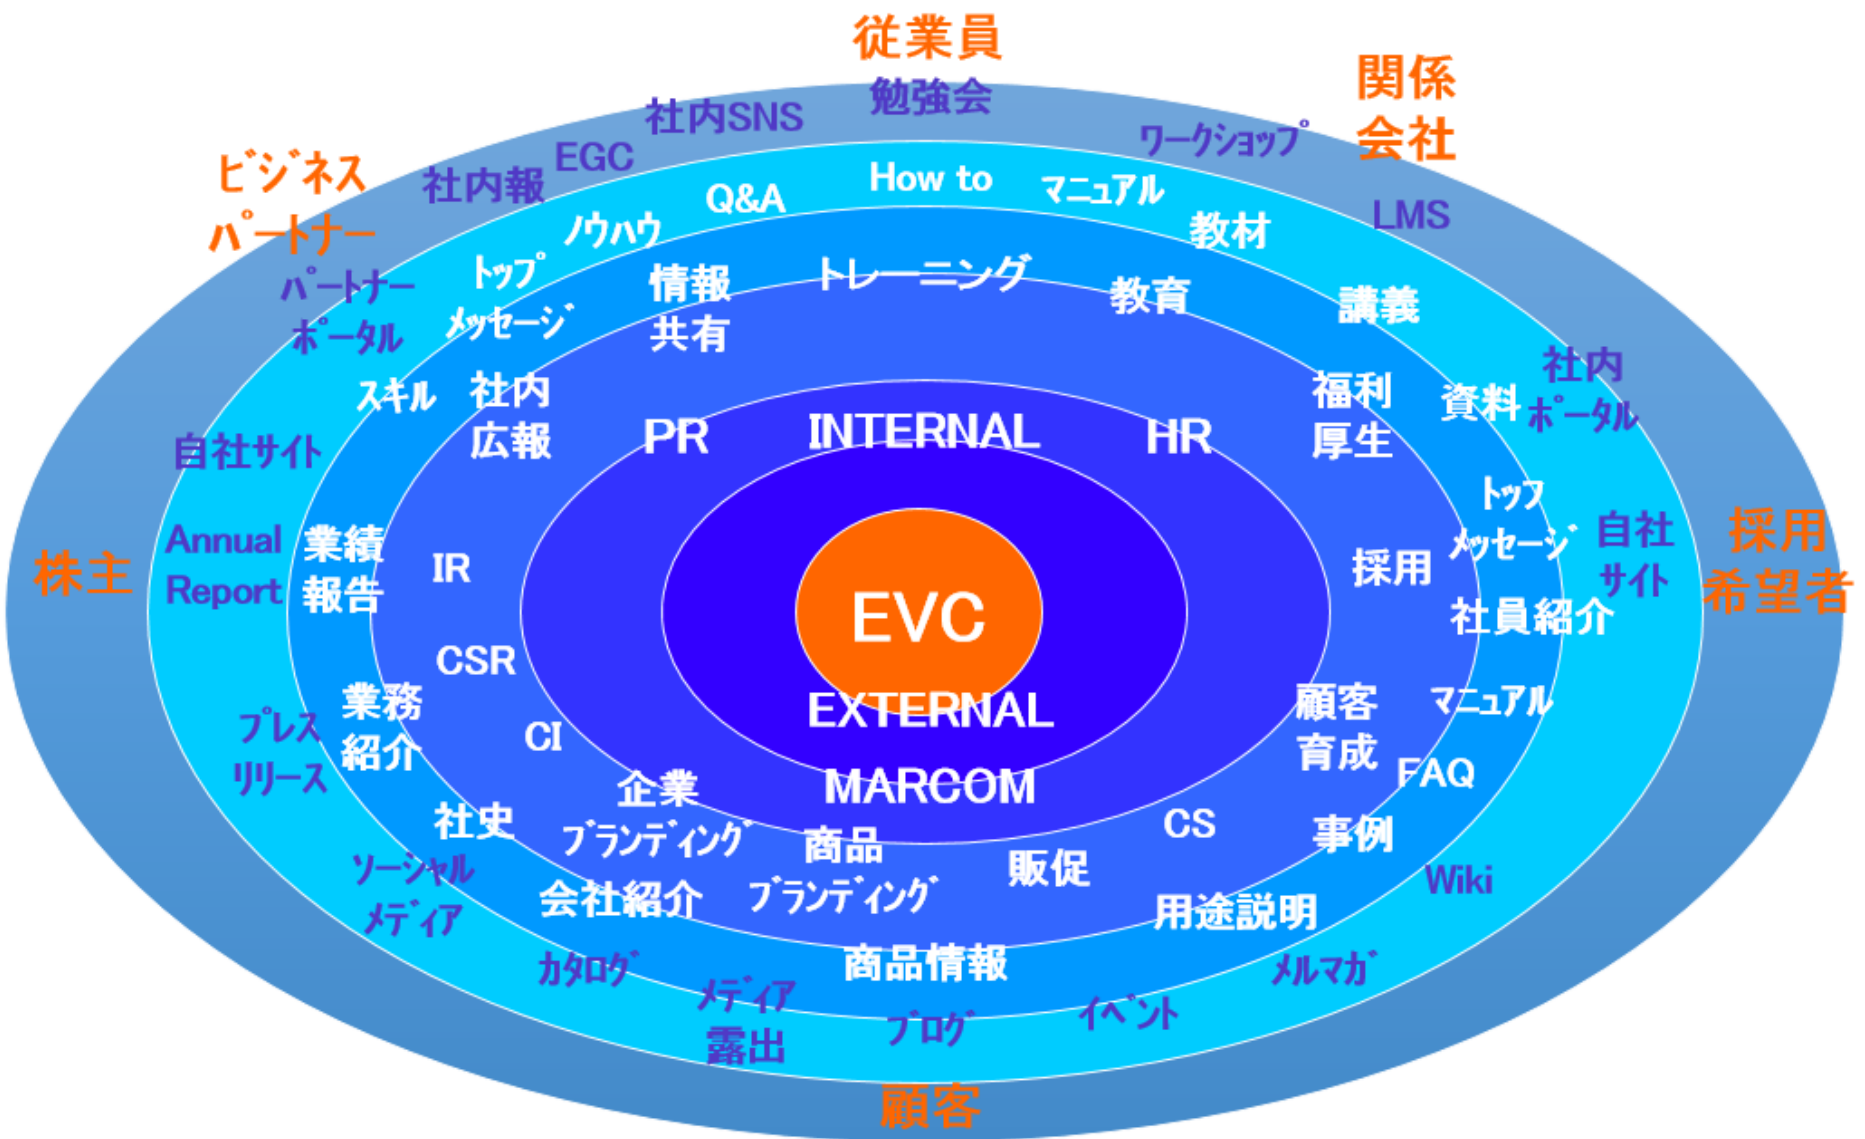 従業員
関係
会社
勉強会
社内SNS
ワークショップ
EGC
ビジネス
パートナー
社内報
How to
マニュアル
Q&A
LMS
ノウハウ
教材
トップ
メッセージ
情報
共有
トレーニング
教育
講義
パートナー
ポータル
スキル
社内
広報
PR
INTERNAL
HR
福利
厚生
資料
社内
ポータル
自社サイト
トップ
メッセージ
自社
サイト
採用
希望者
株主
Annual
Report
業績
報告
IR
採用
EVC
社員紹介
CSR
プレス
リリース
業務
紹介
CI
EXTERNAL
顧客
育成
マニュアル
FAQ
企業
ブランディング
MARCOM
社史
商品
ブランディング
販促
CS
事例
ソーシャル
メディア
会社紹介
用途説明
Wiki
カタログ
商品情報
メルマガ
メディア
露出
ブログ
イベント
顧客